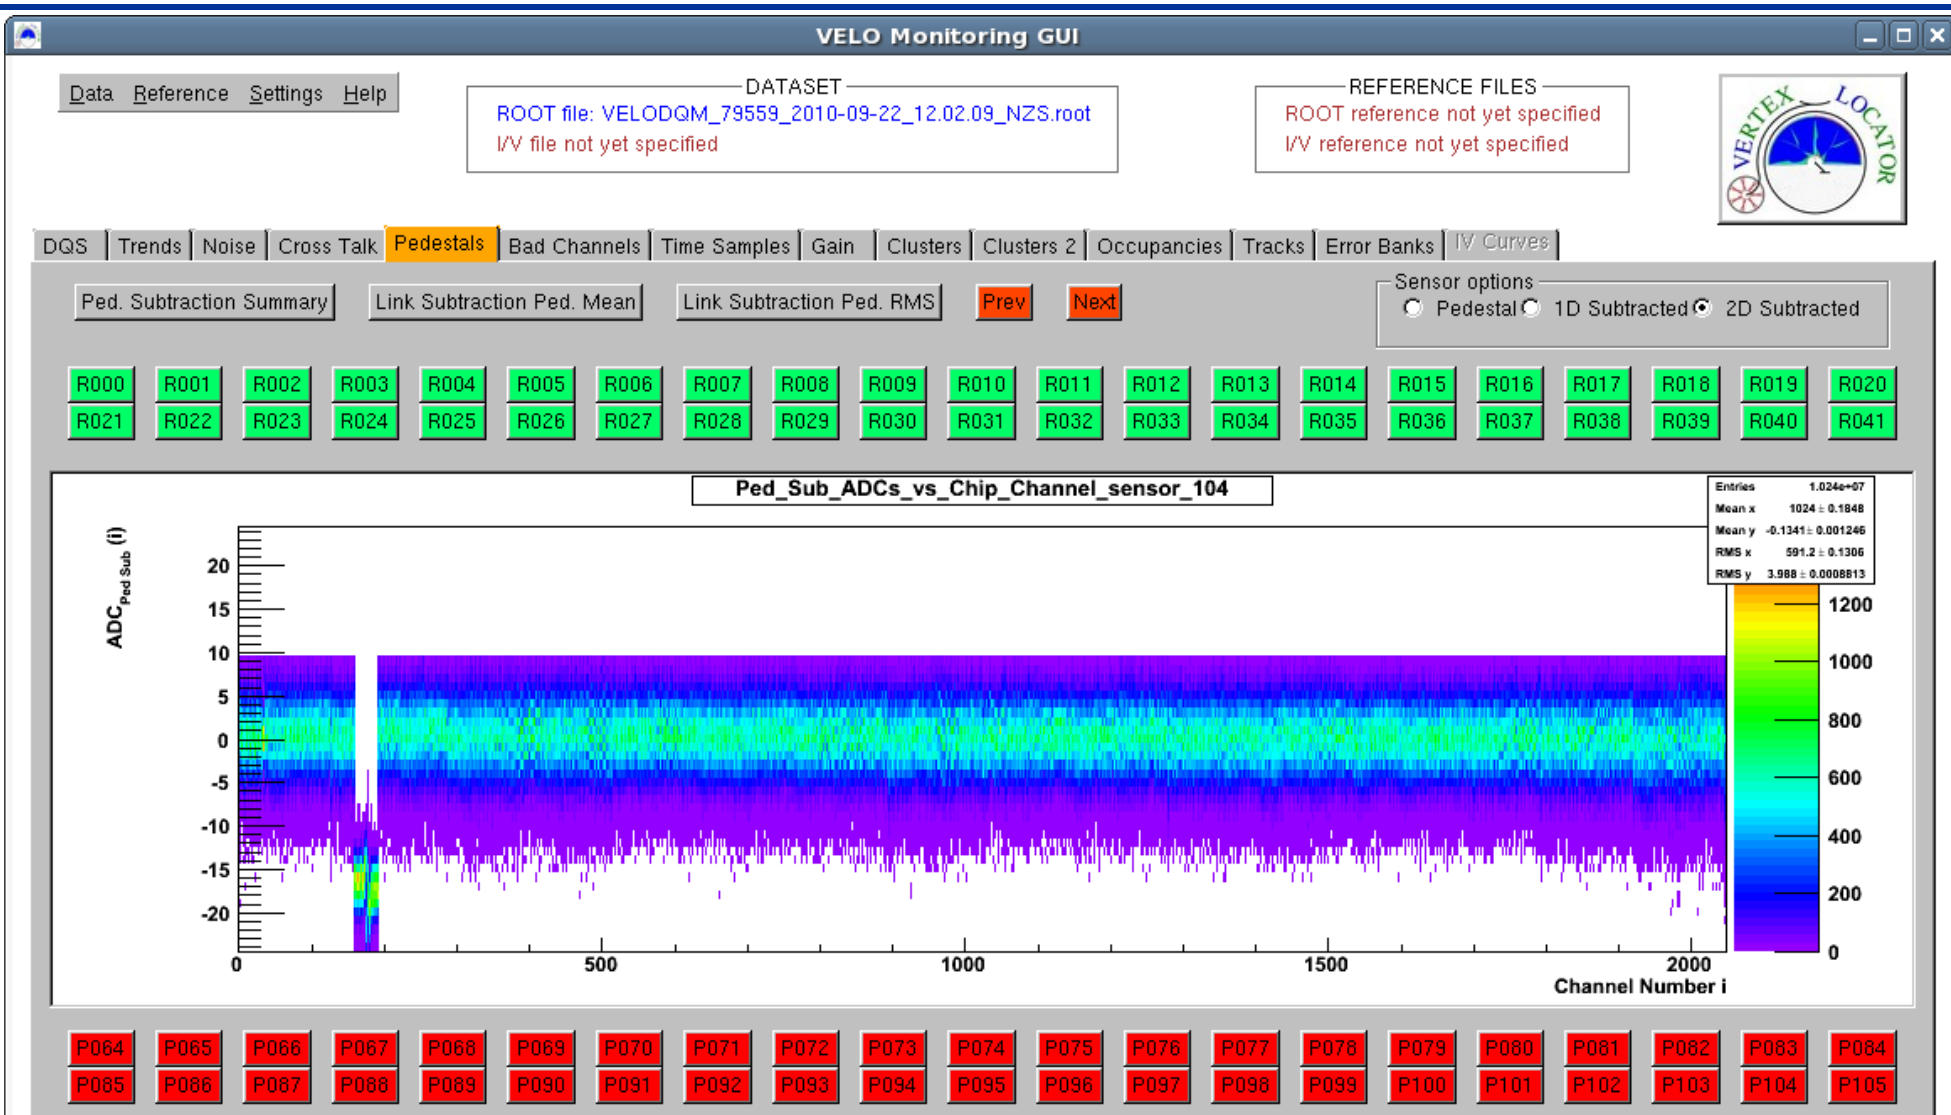 VELO Monitoring GUI
Data Reference Settings Help
DATASET
ROOT file: VELODQM_79559_2010-09-22_12.02.09_NZS.root
I/V file not yet specified
REFERENCE FILES
ROOT reference not yet specified
I/V reference not yet specified
VERTEX LOCATOR
DQS Trends Noise Cross Talk Pedestals Bad Channels Time Samples Gain Clusters Clusters 2 Occupancies Tracks Error Banks IV Curves
Ped. Subtraction Summary Link Subtraction Ped. Mean Link Subtraction Ped. RMS Prev Next
Sensor options
Pedestal 1D Subtracted 2D Subtracted
R000 R001 R002 R003 R004 R005 R006 R007 R008 R009 R010 R011 R012 R013 R014 R015 R016 R017 R018 R019 R020
R021 R022 R023 R024 R025 R026 R027 R028 R029 R030 R031 R032 R033 R034 R035 R036 R037 R038 R039 R040 R041
Ped_Sub_ADCs_vs_Chip_Channel_sensor_104
Entries 1.024e+07
Mean x 1024 ± 0.1848
Mean y -0.1341 ± 0.001246
RMS x 591.2 ± 0.1306
RMS y 3.988 ± 0.0008813
ADC Ped Sub (i)
20
15
10
5
0
-5
-10
-15
-20
0 500 1000 1500 2000
Channel Number i
1200
1000
800
600
400
200
0
P064 P065 P066 P067 P068 P069 P070 P071 P072 P073 P074 P075 P076 P077 P078 P079 P080 P081 P082 P083 P084
P085 P086 P087 P088 P089 P090 P091 P092 P093 P094 P095 P096 P097 P098 P099 P100 P101 P102 P103 P104 P105